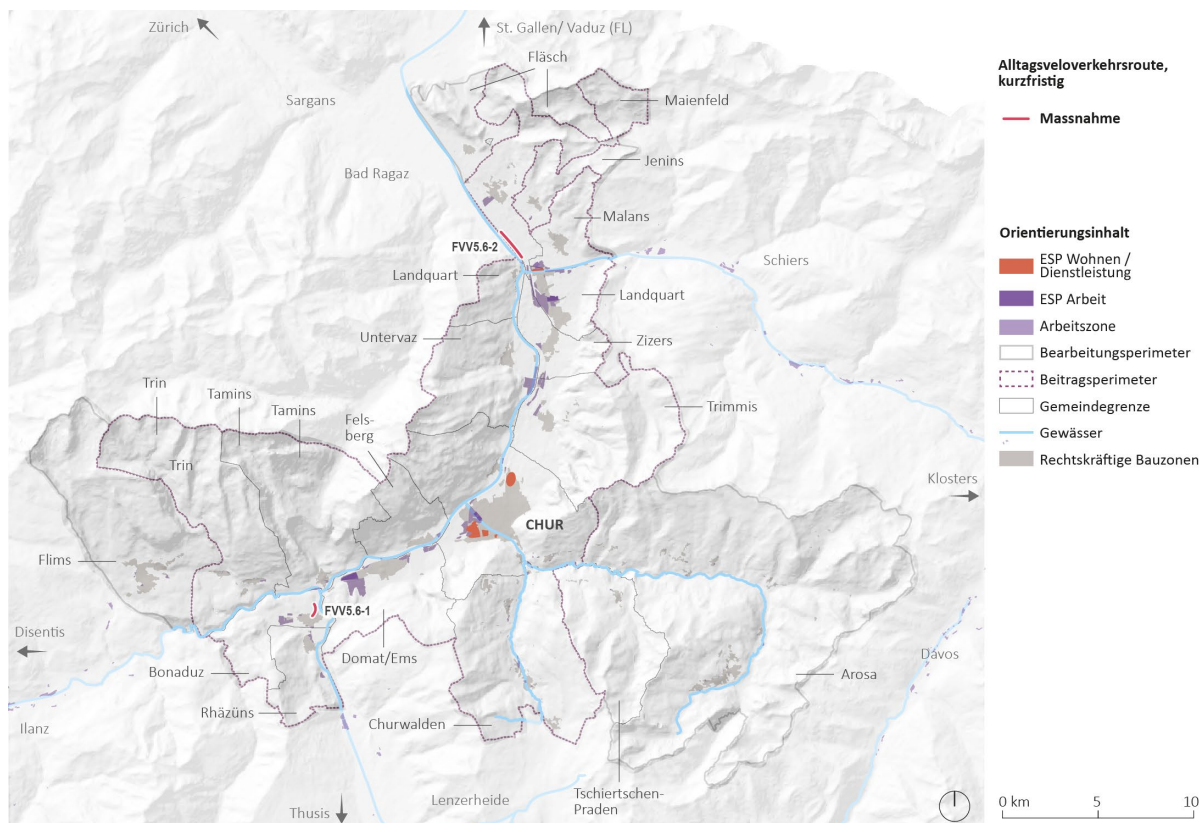 Zürich
St. Gallen/ Vaduz (FL)
Fläsch
Maienfeld
Sargans
Jenins
Bad Ragaz
Malans
FVV5.6-2
Schiers
Landquart
Landquart
Untervaz
Zizers
Trin
Tamins
Tamins
Trimmis
Fels-
berg
Trin
Klosters
CHUR
Flims
FVV5.6-1
Disentis
Domat/Ems
Davos
Bonaduz
Arosa
Rhäzüns
Churwalden
Ilanz
Tschiertschen-
Praden
Lenzerheide
Thusis
Alltagsveloverkehrsroute,
kurzfristig
Massnahme
Orientierungsinhalt
ESP Wohnen /
Dienstleistung
ESP Arbeit
Arbeitszone
Bearbeitungsperimeter
Beitragsperimeter
Gemeindegrenze
Gewässer
Rechtskräftige Bauzonen
0 km 5 10